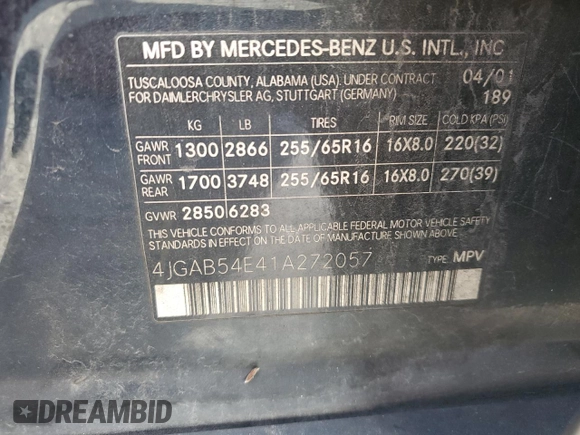 MFD BY MERCEDES-BENZ U.S. INTL., INC
TUSCALOOSA COUNTY, ALABAMA (USA). UNDER CONTRACT 04/01
FOR DAIMLERCHRYSLER AG, STUTTGART (GERMANY) 189
KG LB TIRES RIM SIZE COLD KPA (PSI)
GAWR FRONT 1300 2866 255/65R16 16X8.0 220(32)
GAWR REAR 1700 3748 255/65R16 16X8.0 270(39)
GVWR 2850 6283
THIS VEHICLE CONFORMS TO ALL APPLICABLE FEDERAL MOTOR VEHICLE SAFETY
STANDARDS IN EFFECT ON THE DATE OF MANUFACTURE SHOWN ABOVE.
4JGAB54E41A272057 TYPE: MPV
DREAMBID